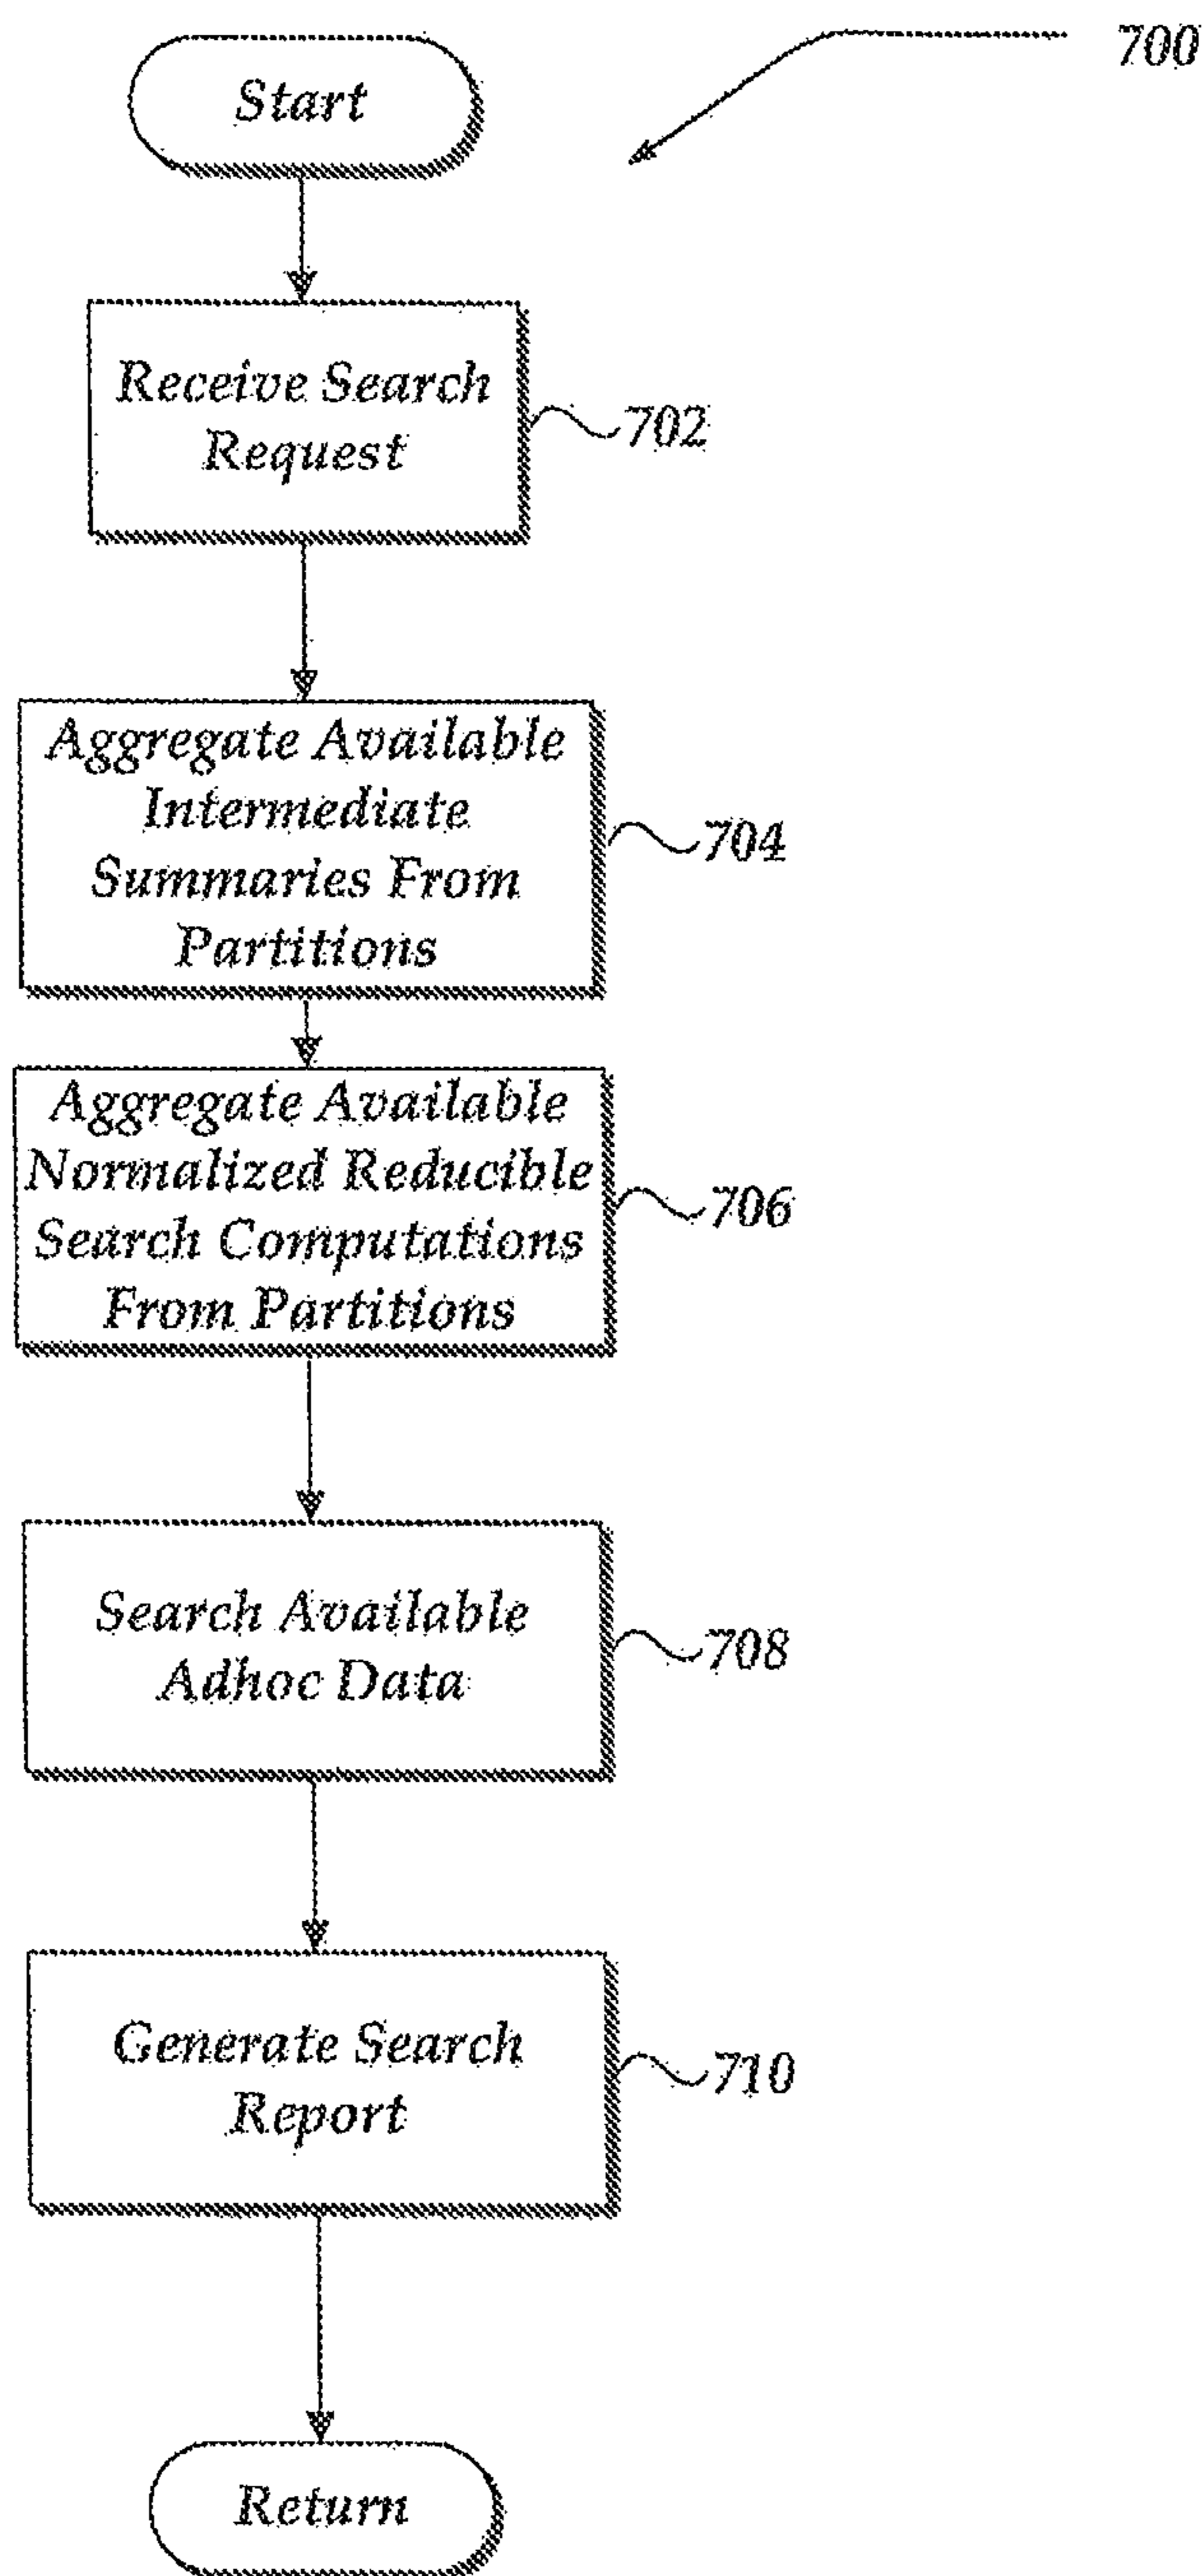 700
Start
Receive Search
Request
702
Aggregate Available
Intermediate
Summaries From
Partitions
704
Aggregate Available
Normalized Reducible
Search Computations
From Partitions
706
Search Available
Adhoc Data
708
Generate Search
Report
710
Return